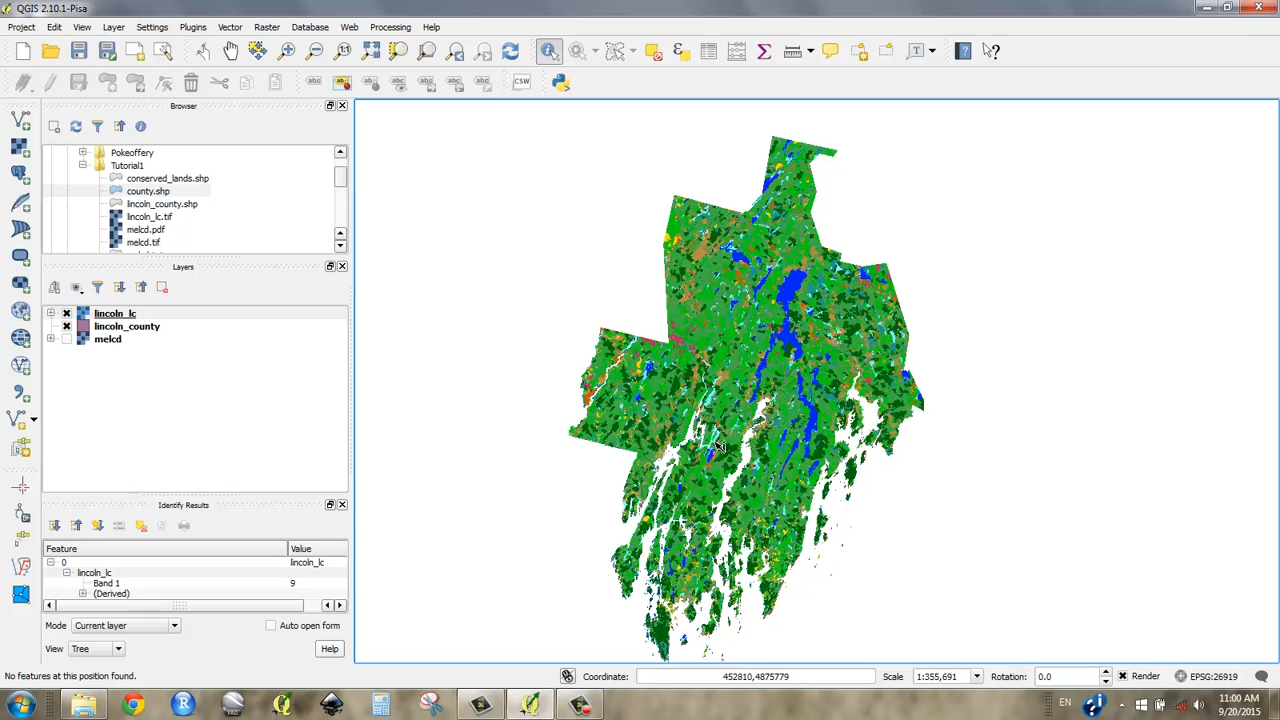 QGIS 2.10.1-Pisa
Project Edit View Layer Settings Plugins Vector Raster Database Web Processing Help
abc abc CSW
Browser
Pokeoffery
Tutorial1
conserved_lands.shp
county.shp
lincoln_county.shp
lincoln_lc.tif
melcd.pdf
melcd.tif
Layers
lincoln_lc
lincoln_county
melcd
Identify Results
Feature Value
0 lincoln_lc
lincoln_lc
Band 1 9
(Derived)
Mode Current layer Auto open form
View Tree Help
No features at this position found. Coordinate: 452810,4875779 Scale 1:355,691 Rotation: 0.0 Render EPSG:26919
EN 11:00 AM
9/20/2015